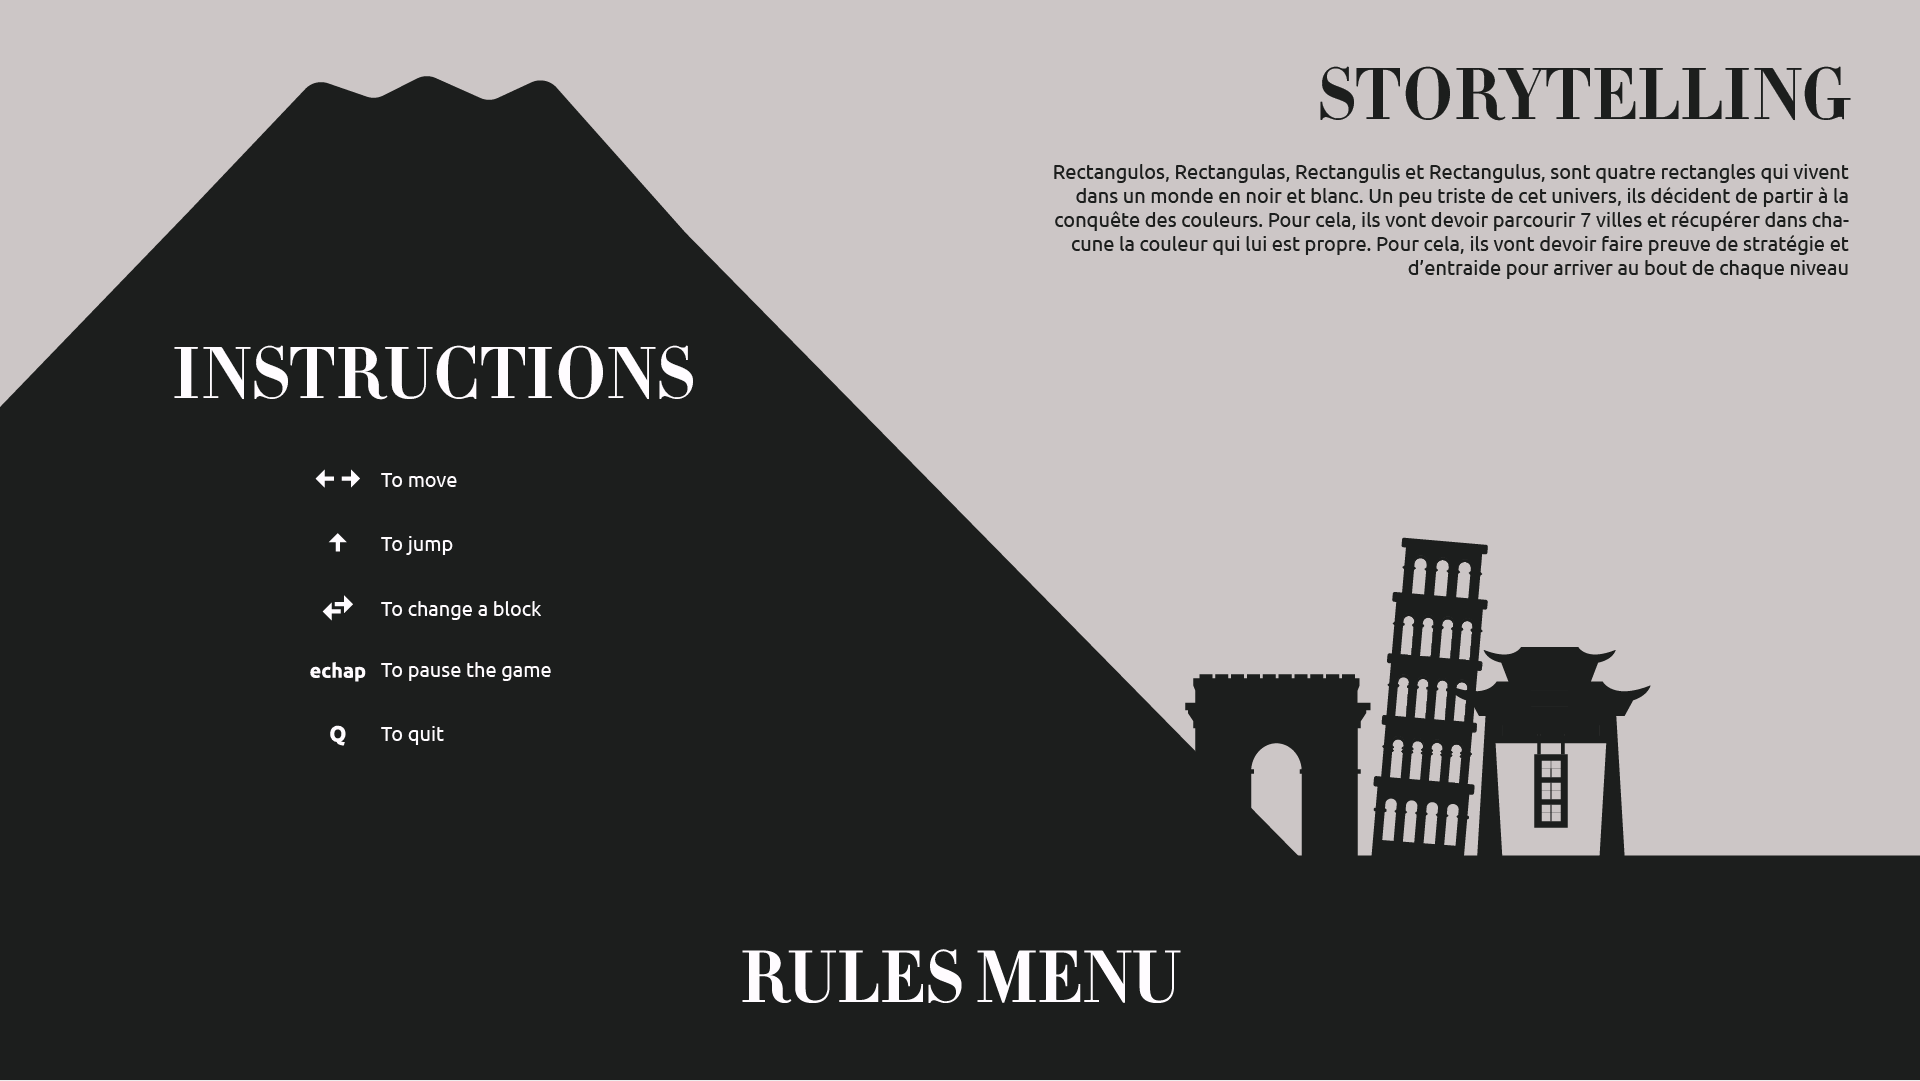 STORYTELLING
Rectangulos, Rectangulas, Rectangulis et Rectangulus, sont quatre rectangles qui vivent
dans un monde en noir et blanc. Un peu triste de cet univers, ils décident de partir à la
conquête des couleurs. Pour cela, ils vont devoir parcourir 7 villes et récupérer dans cha-
cune la couleur qui lui est propre. Pour cela, ils vont devoir faire preuve de stratégie et
d’entraide pour arriver au bout de chaque niveau
INSTRUCTIONS
To move
To jump
To change a block
echap To pause the game
Q To quit
RULES MENU